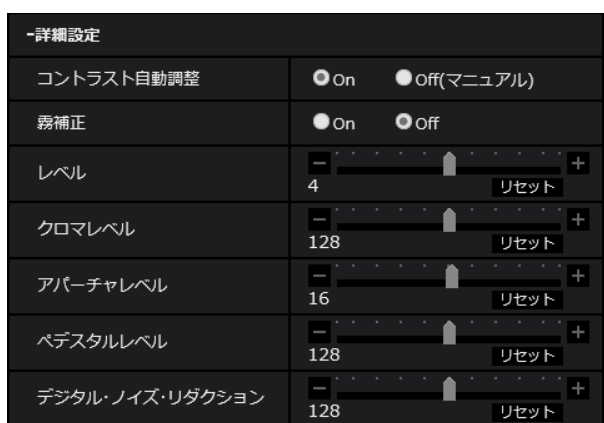 -詳細設定
コントラスト自動調整 On Off(マニュアル)
霧補正 On Off
レベル - + 4 リセット
クロマレベル - + 128 リセット
アパーチャレベル - + 16 リセット
ペデスタルレベル - + 128 リセット
デジタル・ノイズ・リダクション - + 128 リセット